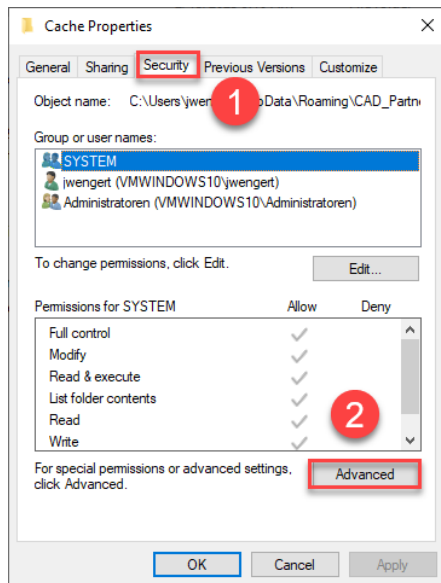 Cache Properties
General Sharing Security Previous Versions Customize
1
Object name: C:\Users\jwen pData\Roaming\CAD_Partn
Group or user names:
SYSTEM
jwengert (VMWINDOWS10\jwengert)
Administratoren (VMWINDOWS10\Administratoren)
To change permissions, click Edit.
Edit...
Permissions for SYSTEM Allow Deny
Full control
Modify
Read & execute
List folder contents
Read
Write
2
For special permissions or advanced settings,
click Advanced.
Advanced
OK Cancel Apply